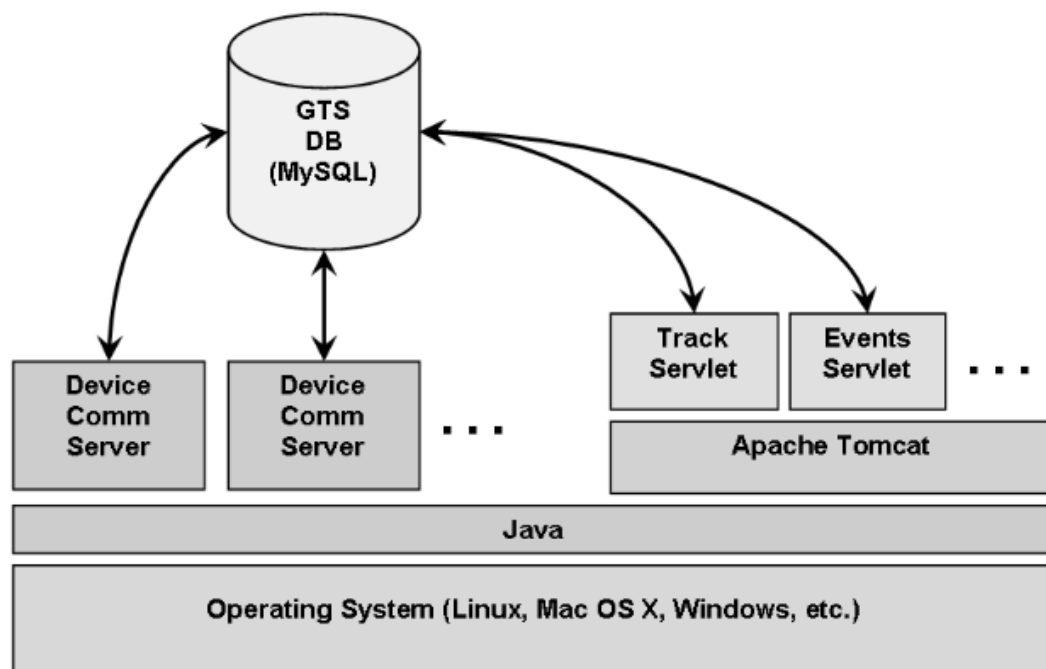 GTS
DB
(MySQL)
Track
Servlet
Events
Servlet
. . .
Device
Comm
Server
Device
Comm
Server
. . .
Apache Tomcat
Java
Operating System (Linux, Mac OS X, Windows, etc.)